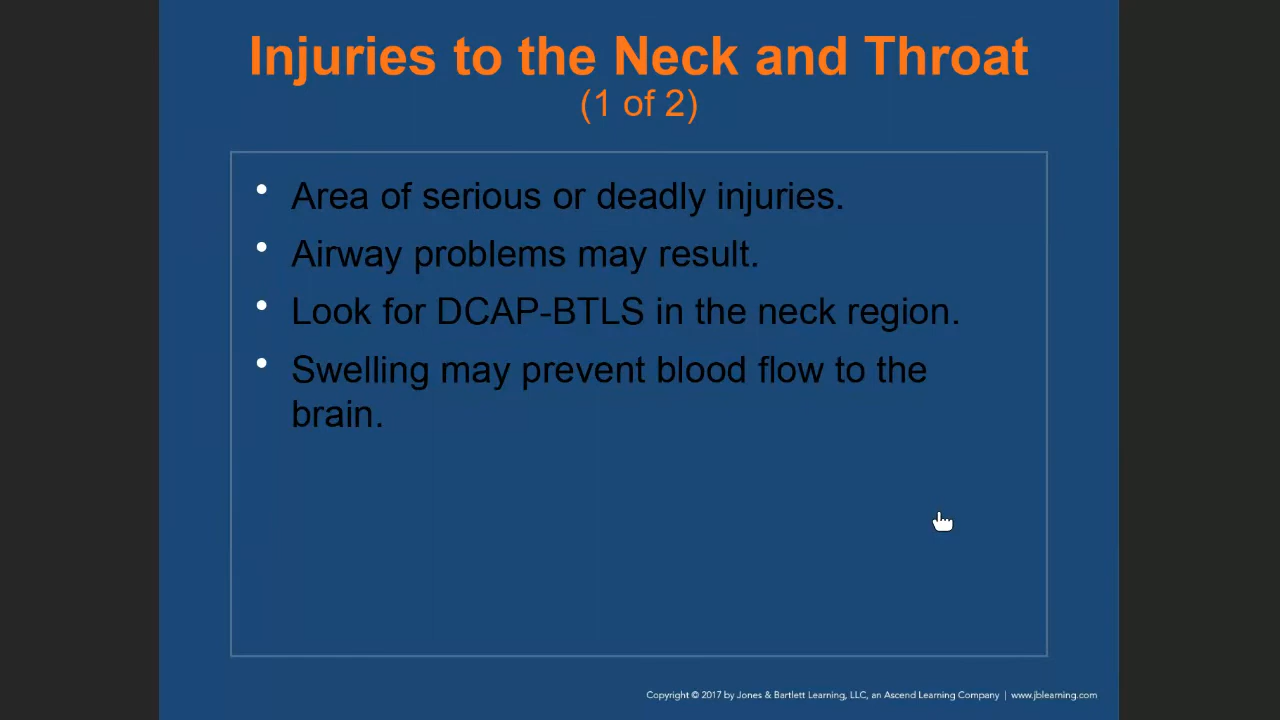 Injuries to the Neck and Throat
(1 of 2)
• Area of serious or deadly injuries.
• Airway problems may result.
• Look for DCAP-BTLS in the neck region.
• Swelling may prevent blood flow to the
brain.
Copyright © 2017 by Jones & Bartlett Learning, LLC, an Ascend Learning Company | www.jblearning.com